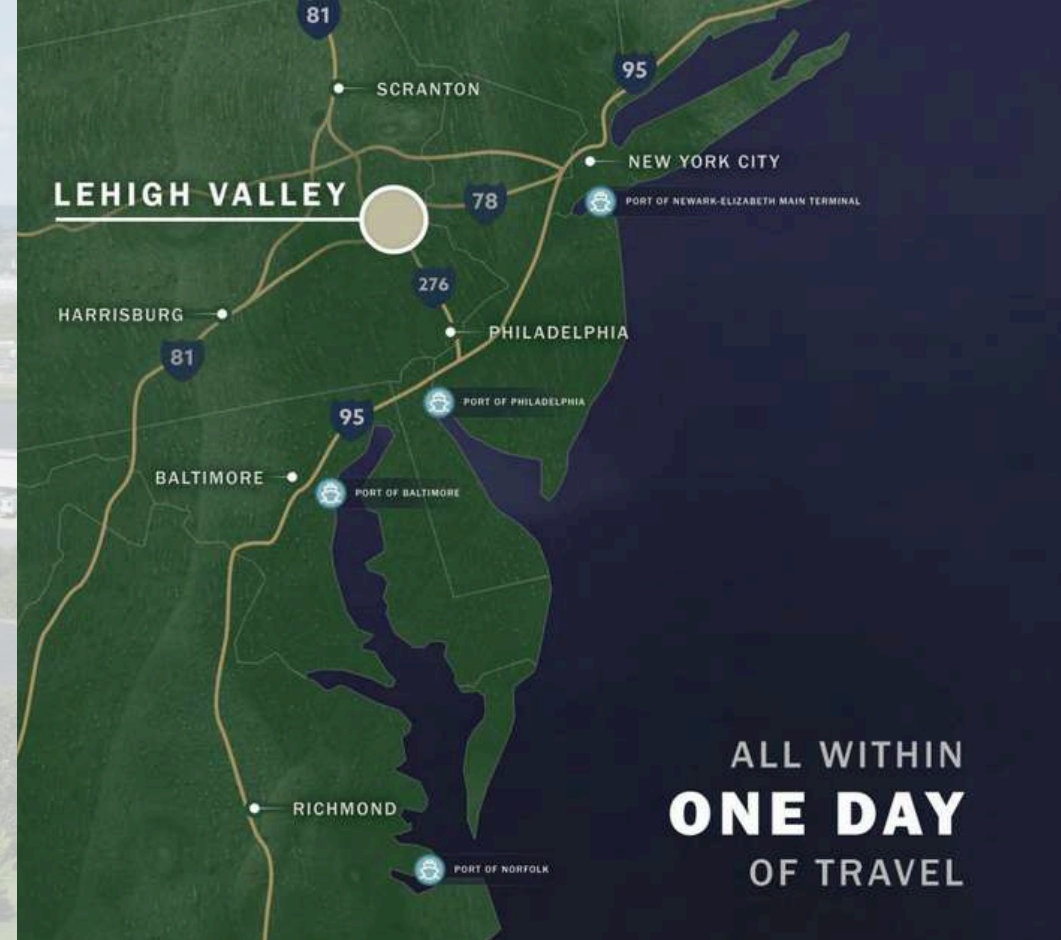 81
95
SCRANTON
NEW YORK CITY
LEHIGH VALLEY
78
PORT OF NEWARK-ELIZABETH MAIN TERMINAL
276
HARRISBURG
PHILADELPHIA
81
PORT OF PHILADELPHIA
95
BALTIMORE
PORT OF BALTIMORE
ALL WITHIN
ONE DAY
OF TRAVEL
RICHMOND
PORT OF NORFOLK